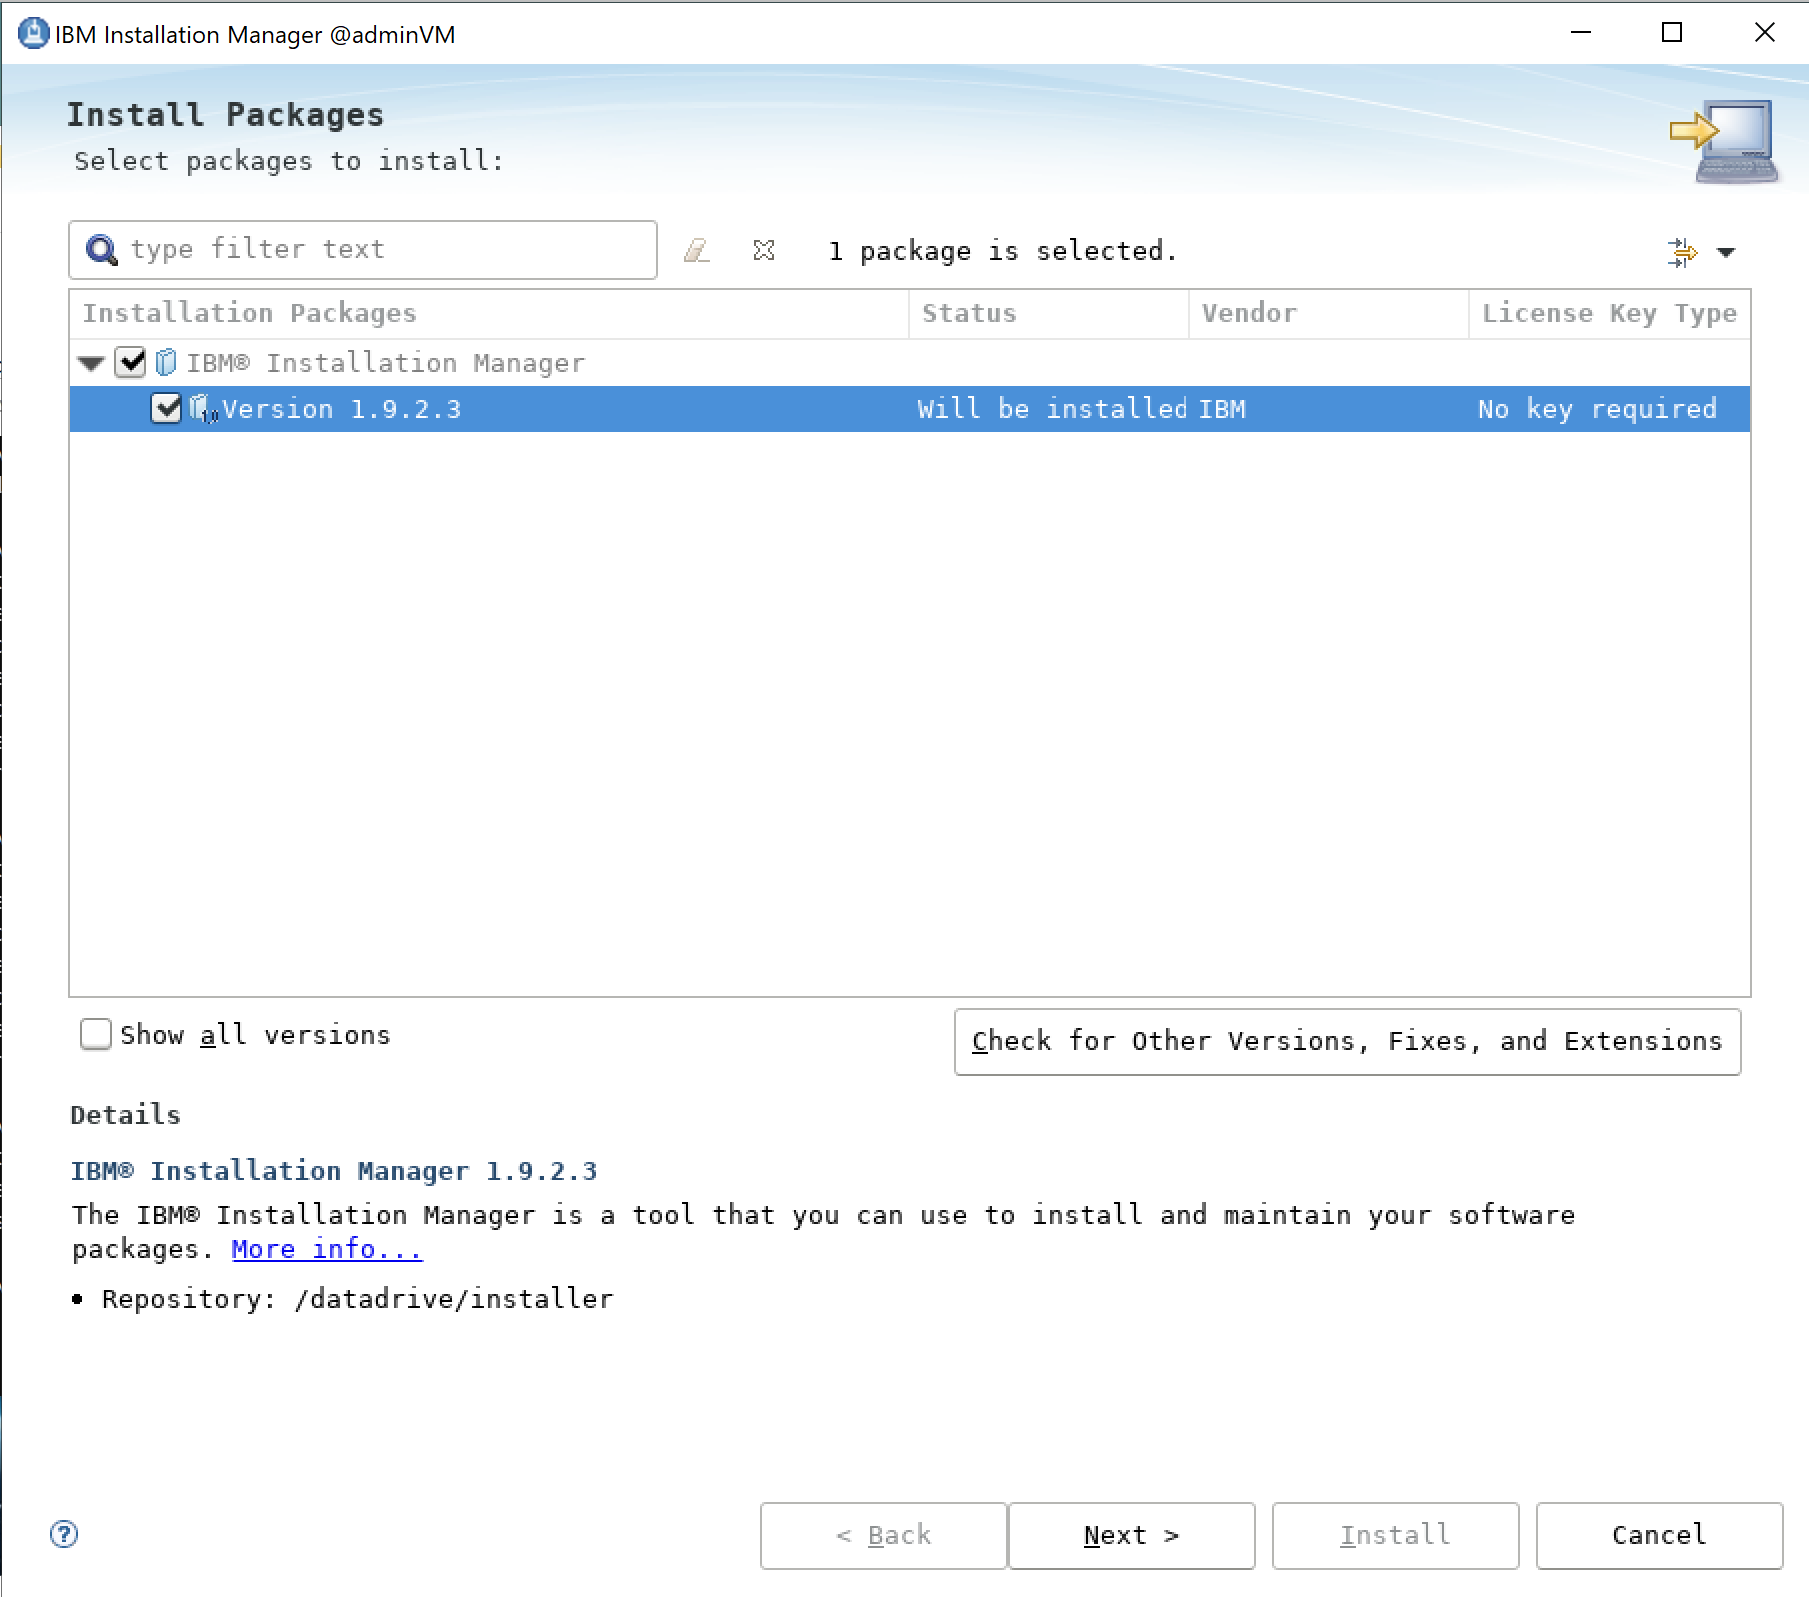 IBM Installation Manager @adminVM
Install Packages
Select packages to install:
type filter text
1 package is selected.
Installation Packages Status Vendor License Key Type
IBM® Installation Manager
Version 1.9.2.3 Will be installed IBM No key required
Show all versions
Check for Other Versions, Fixes, and Extensions
Details
IBM® Installation Manager 1.9.2.3
The IBM® Installation Manager is a tool that you can use to install and maintain your software
packages. More info...
• Repository: /datadrive/installer
? < Back Next > Install Cancel